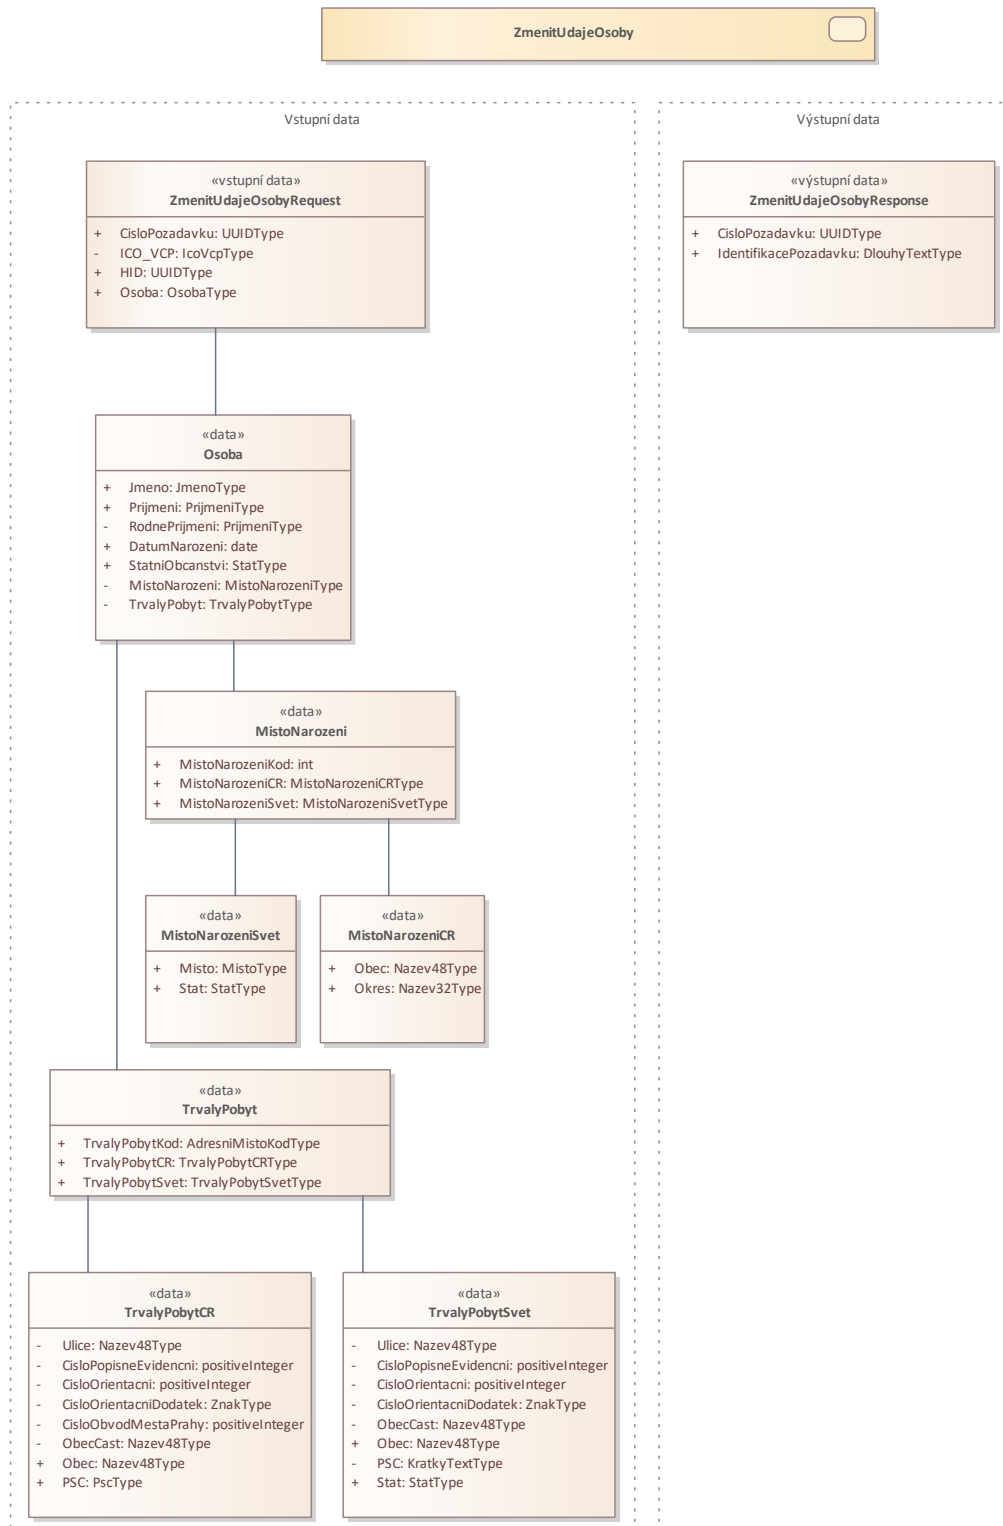 ZmenitUdajeOsoby
Vstupní data
Výstupní data
«vstupní data»
ZmenitUdajeOsobyRequest
+ CisloPozadavku: UUIDType
- ICO_VCP: IcoVcpType
+ HID: UUIDType
+ Osoba: OsobaType
«výstupní data»
ZmenitUdajeOsobyResponse
+ CisloPozadavku: UUIDType
+ IdentifikacePozadavku: DlouhyTextType
«data»
Osoba
+ Jmeno: JmenoType
+ Prijmeni: PrijmeniType
- RodnePrijmeni: PrijmeniType
+ DatumNarozeni: date
+ StatniObcanstvi: StatType
- MistoNarozeni: MistoNarozeniType
- TrvalyPobyt: TrvalyPobytType
«data»
MistoNarozeni
+ MistoNarozeniKod: int
+ MistoNarozeniCR: MistoNarozeniCRType
+ MistoNarozeniSvet: MistoNarozeniSvetType
«data»
MistoNarozeniSvet
+ Misto: MistoType
+ Stat: StatType
«data»
MistoNarozeniCR
+ Obec: Nazev48Type
+ Okres: Nazev32Type
«data»
TrvalyPobyt
+ TrvalyPobytKod: AdresniMistoKodType
+ TrvalyPobytCR: TrvalyPobytCRType
+ TrvalyPobytSvet: TrvalyPobytSvetType
«data»
TrvalyPobytCR
- Ulice: Nazev48Type
- CisloPopisneEvidencni: positiveInteger
- CisloOrientacni: positiveInteger
- CisloOrientacniDodatek: ZnakType
- CisloObvodMestaPrahy: positiveInteger
- ObecCast: Nazev48Type
+ Obec: Nazev48Type
+ PSC: PscType
«data»
TrvalyPobytSvet
- Ulice: Nazev48Type
- CisloPopisneEvidencni: positiveInteger
- CisloOrientacni: positiveInteger
- CisloOrientacniDodatek: ZnakType
- ObecCast: Nazev48Type
+ Obec: Nazev48Type
- PSC: KratkyTextType
+ Stat: StatType